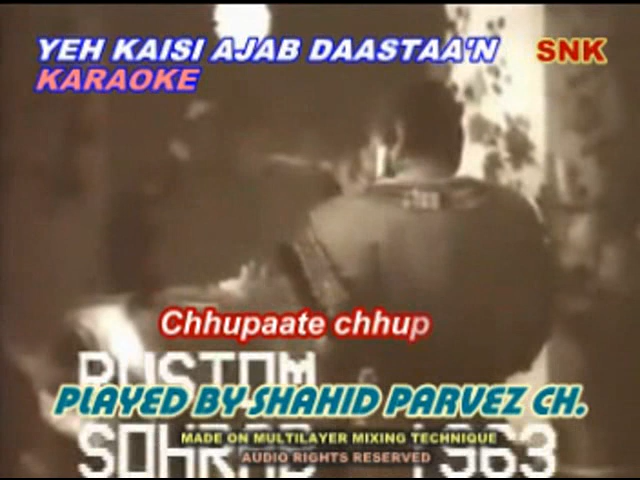 YEH KAISI AJAB DAASTAA'N SNK
KARAOKE
Chhupaate chhup
RUSTOM
PLAYED BY SHAHID PARVEZ CH.
MADE ON MULTILAYER MIXING TECHNIQUE
SOHRAB 1963
AUDIO RIGHTS RESERVED